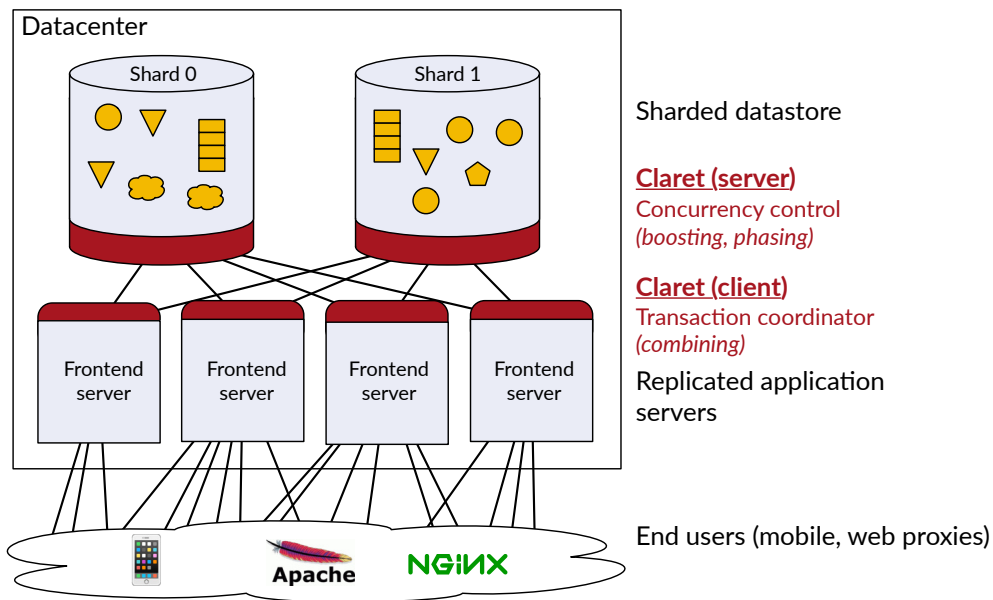 Datacenter
Shard 0
Shard 1
Sharded datastore
Claret (server)
Concurrency control
(boosting, phasing)
Claret (client)
Transaction coordinator
(combining)
Frontend
server
Frontend
server
Frontend
server
Frontend
server
Replicated application
servers
End users (mobile, web proxies)
Apache
NGINX